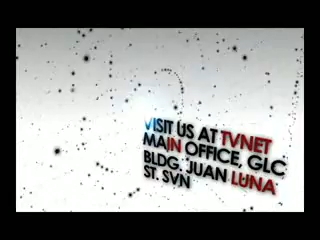 VISIT US AT TVNET
MAIN OFFICE, GLC
BLDG. JUAN LUNA
ST. SVN